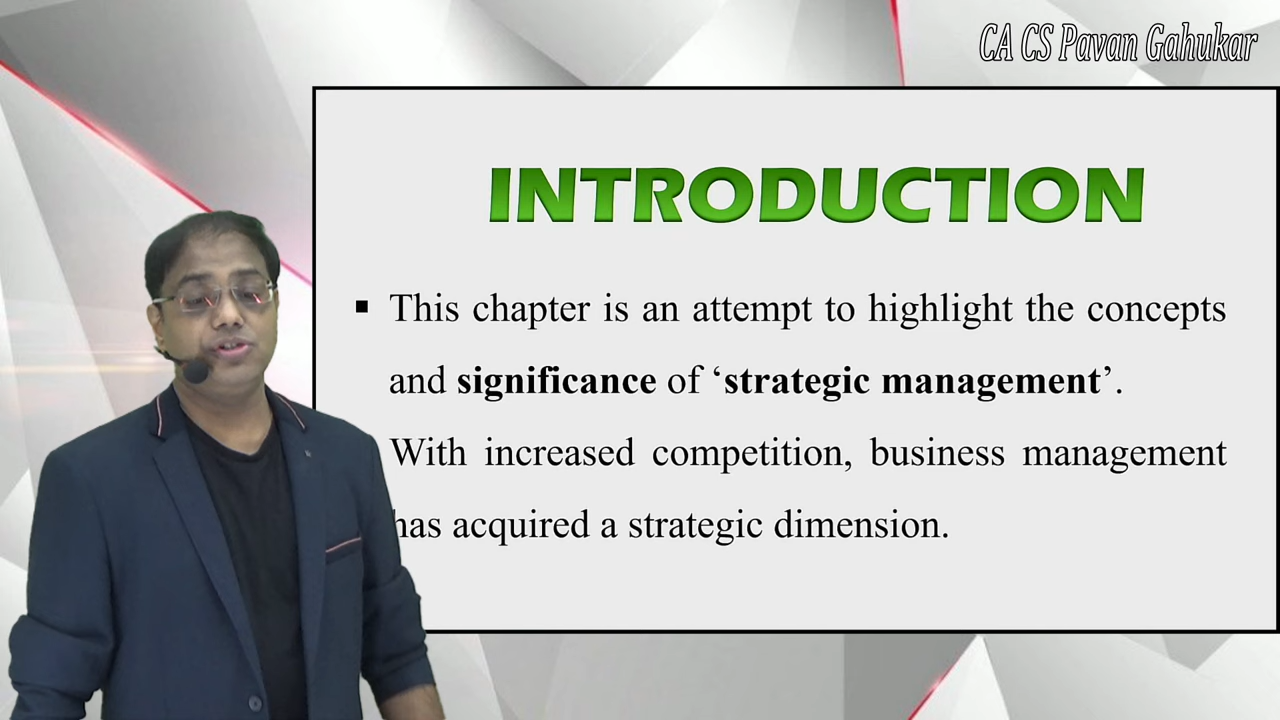 CA CS Pavan Gahukar
INTRODUCTION
▪ This chapter is an attempt to highlight the concepts
and significance of ‘strategic management’.
With increased competition, business management
has acquired a strategic dimension.